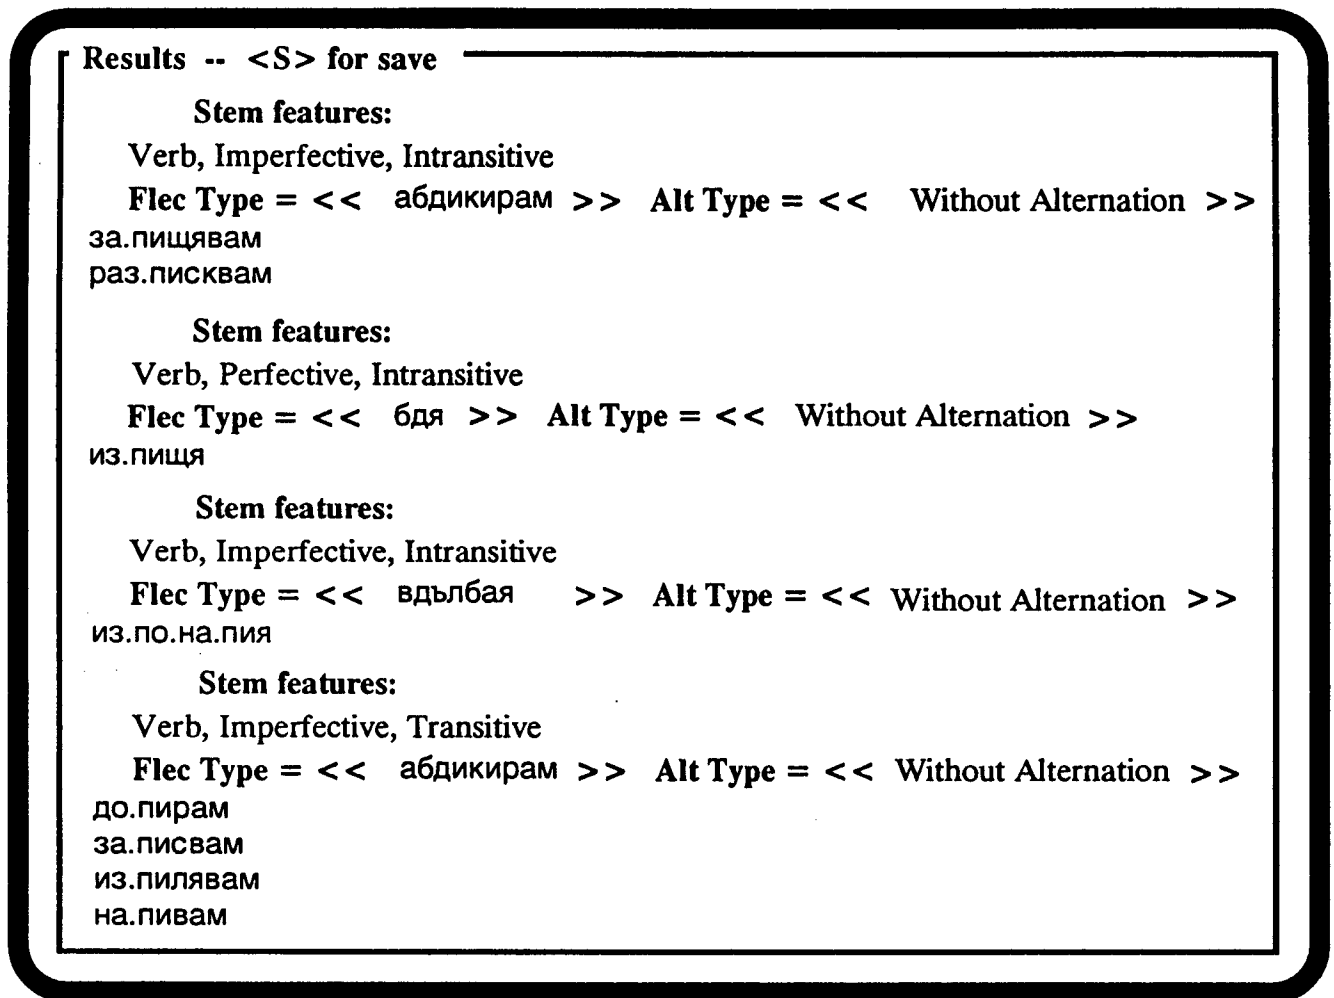 Results -- <S> for save
Stem features:
Verb, Imperfective, Intransitive
Flec Type = << абдикирам >> Alt Type = << Without Alternation >>
за.пищявам
раз.писквам
Stem features:
Verb, Perfective, Intransitive
Flec Type = << бдя >> Alt Type = << Without Alternation >>
из.пищя
Stem features:
Verb, Imperfective, Intransitive
Flec Type = << вдълбая >> Alt Type = << Without Alternation >>
из.по.на.пия
Stem features:
Verb, Imperfective, Transitive
Flec Type = << абдикирам >> Alt Type = << Without Alternation >>
до.пирам
за.писвам
из.пилявам
на.пивам